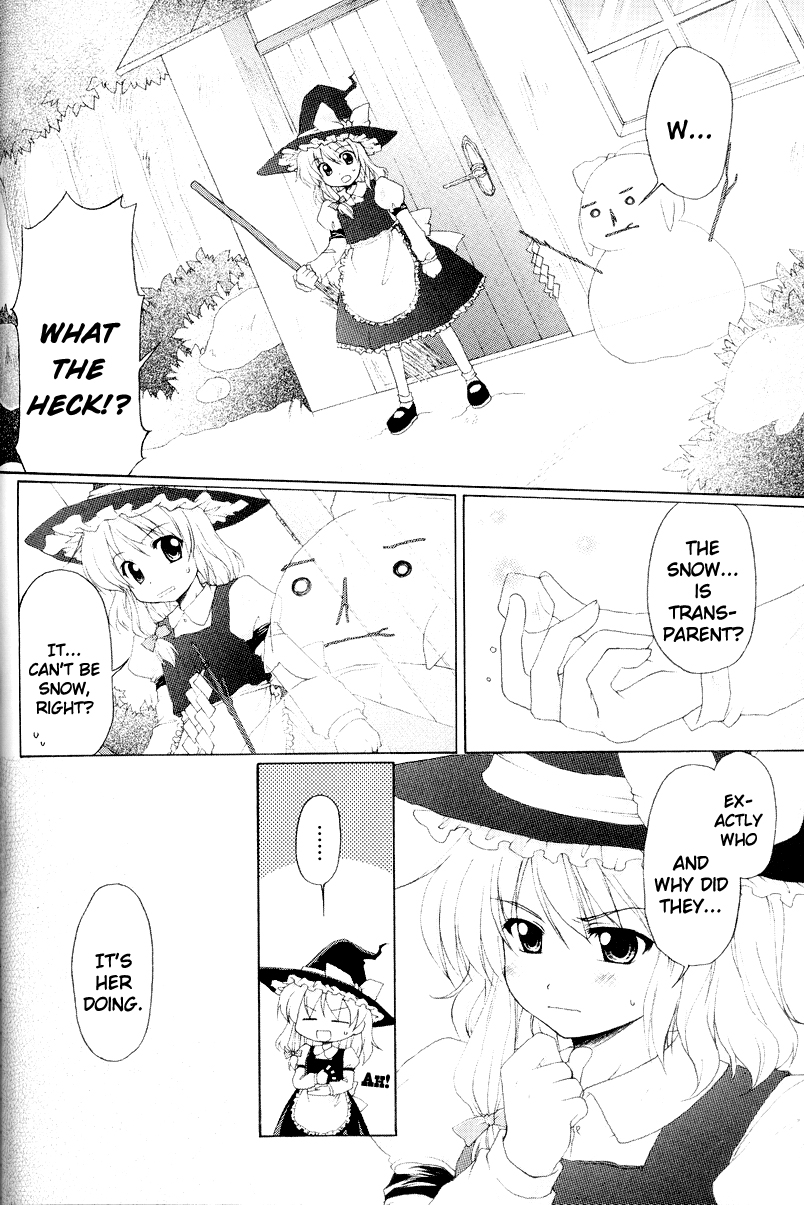 W...
WHAT
THE
HECK!?
THE
SNOW...
IS
TRANS-
PARENT?
IT...
CAN'T BE
SNOW,
RIGHT?
EX-
ACTLY
WHO
AND
WHY DID
THEY...
......
AH!
IT'S
HER
DOING.